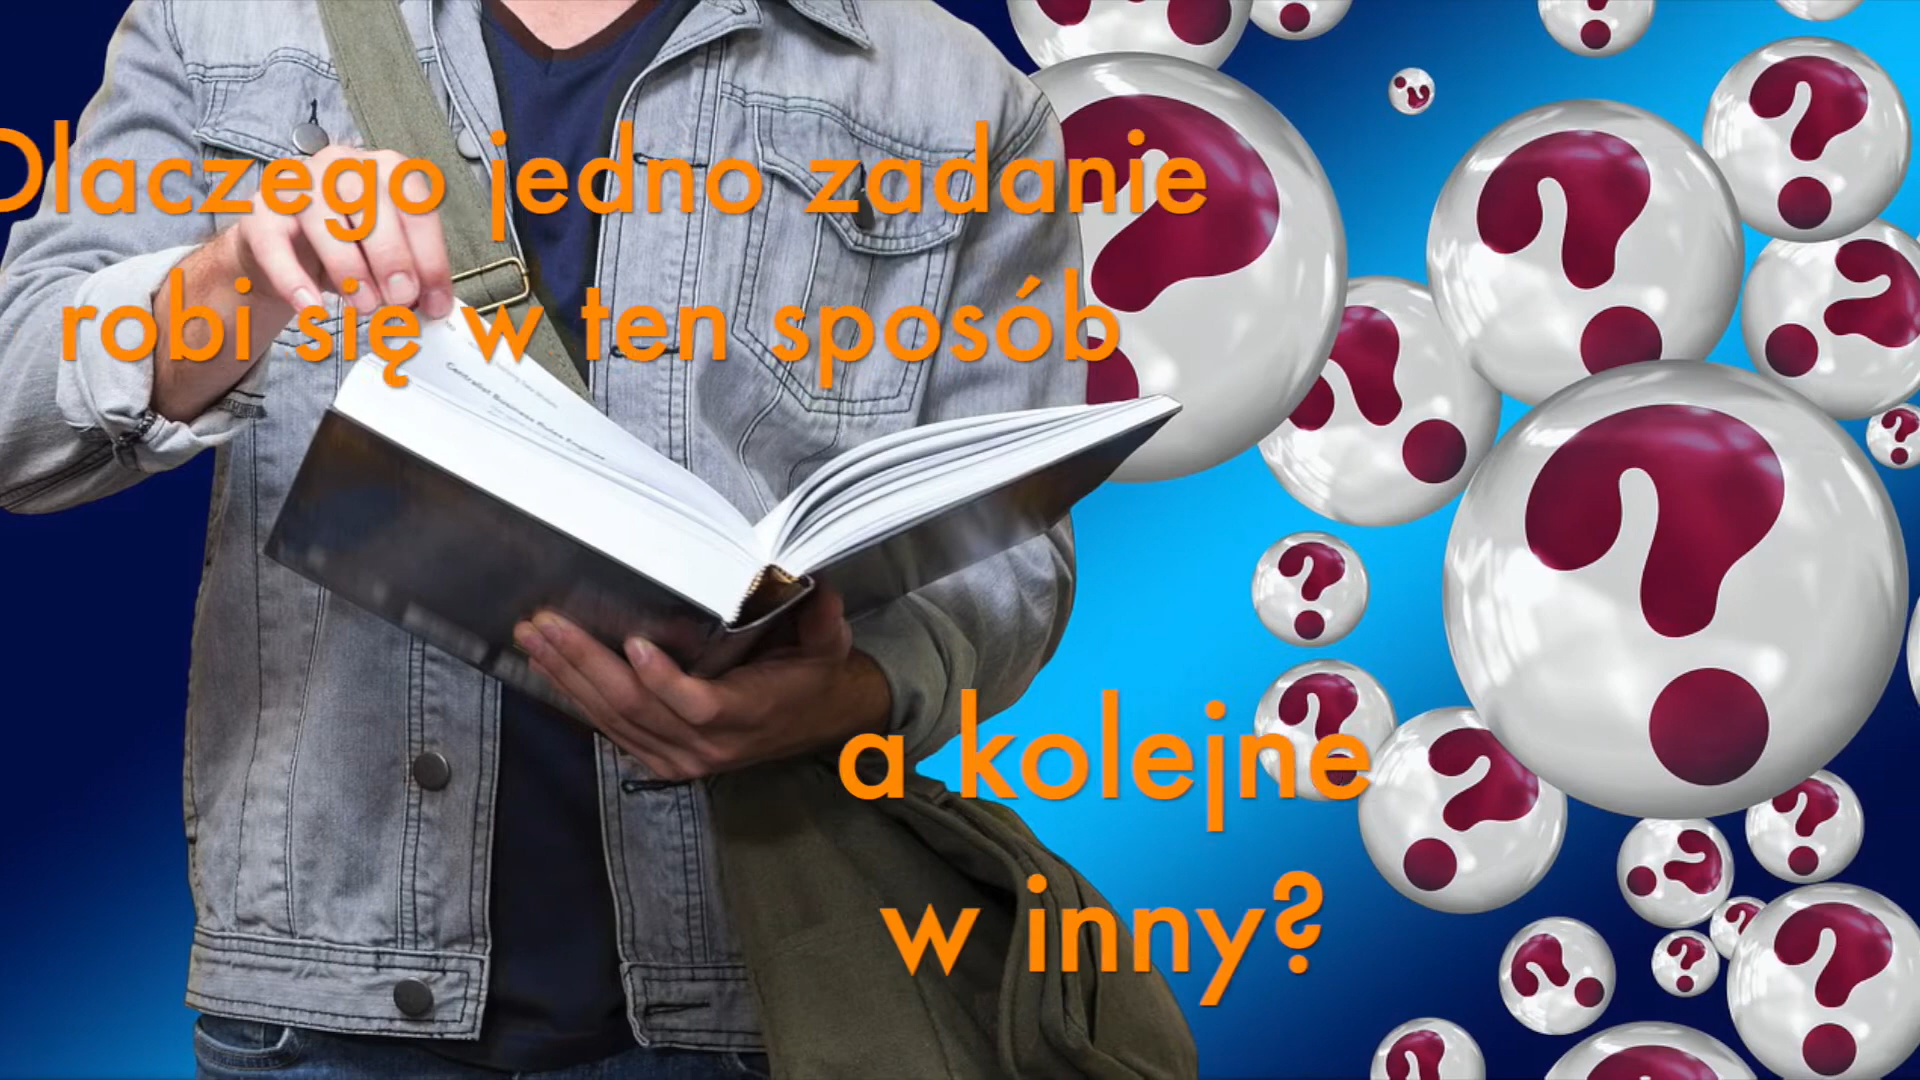 Dlaczego jedno zadanie
robi się w ten sposób
a kolejne
w inny?